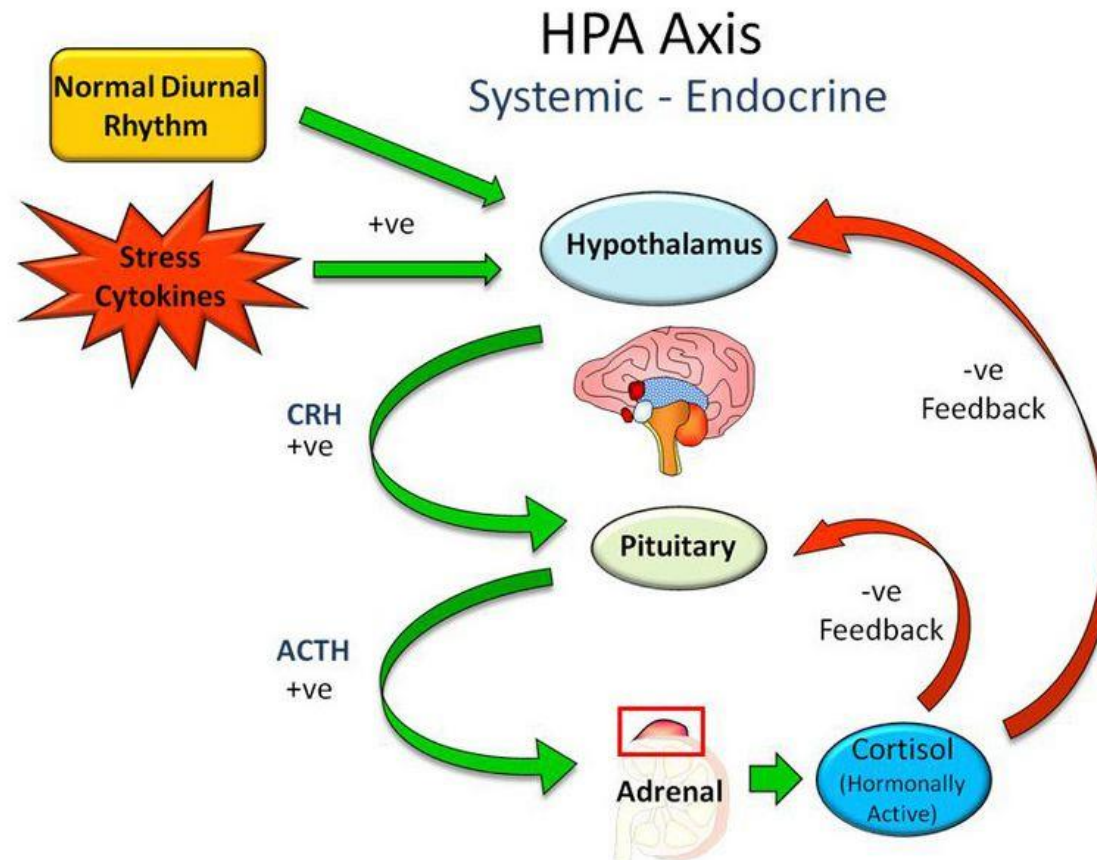 HPA Axis
Systemic - Endocrine
Normal Diurnal
Rhythm
+ve
Stress
Cytokines
Hypothalamus
CRH
+ve
-ve
Feedback
Pituitary
-ve
Feedback
ACTH
+ve
Adrenal
Cortisol
(Hormonally
Active)